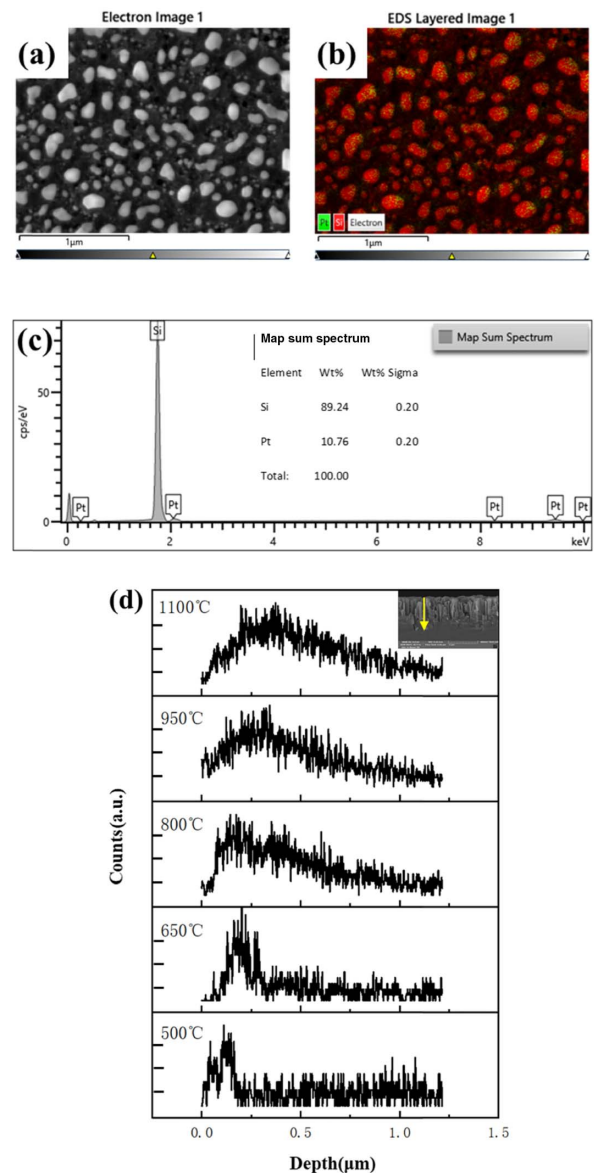 Electron Image 1
(a)
1μm
EDS Layered Image 1
(b)
Pt Si Electron
1μm
(c)
Si
Map sum spectrum
Map Sum Spectrum
Element Wt% Wt% Sigma
Si 89.24 0.20
Pt 10.76 0.20
Total: 100.00
cps/eV
50
0
Pt Pt Pt Pt Pt
0 2 4 6 8 keV
(d)
1100℃
950℃
800℃
650℃
500℃
Counts(a.u.)
0.0 0.5 1.0 1.5
Depth(μm)